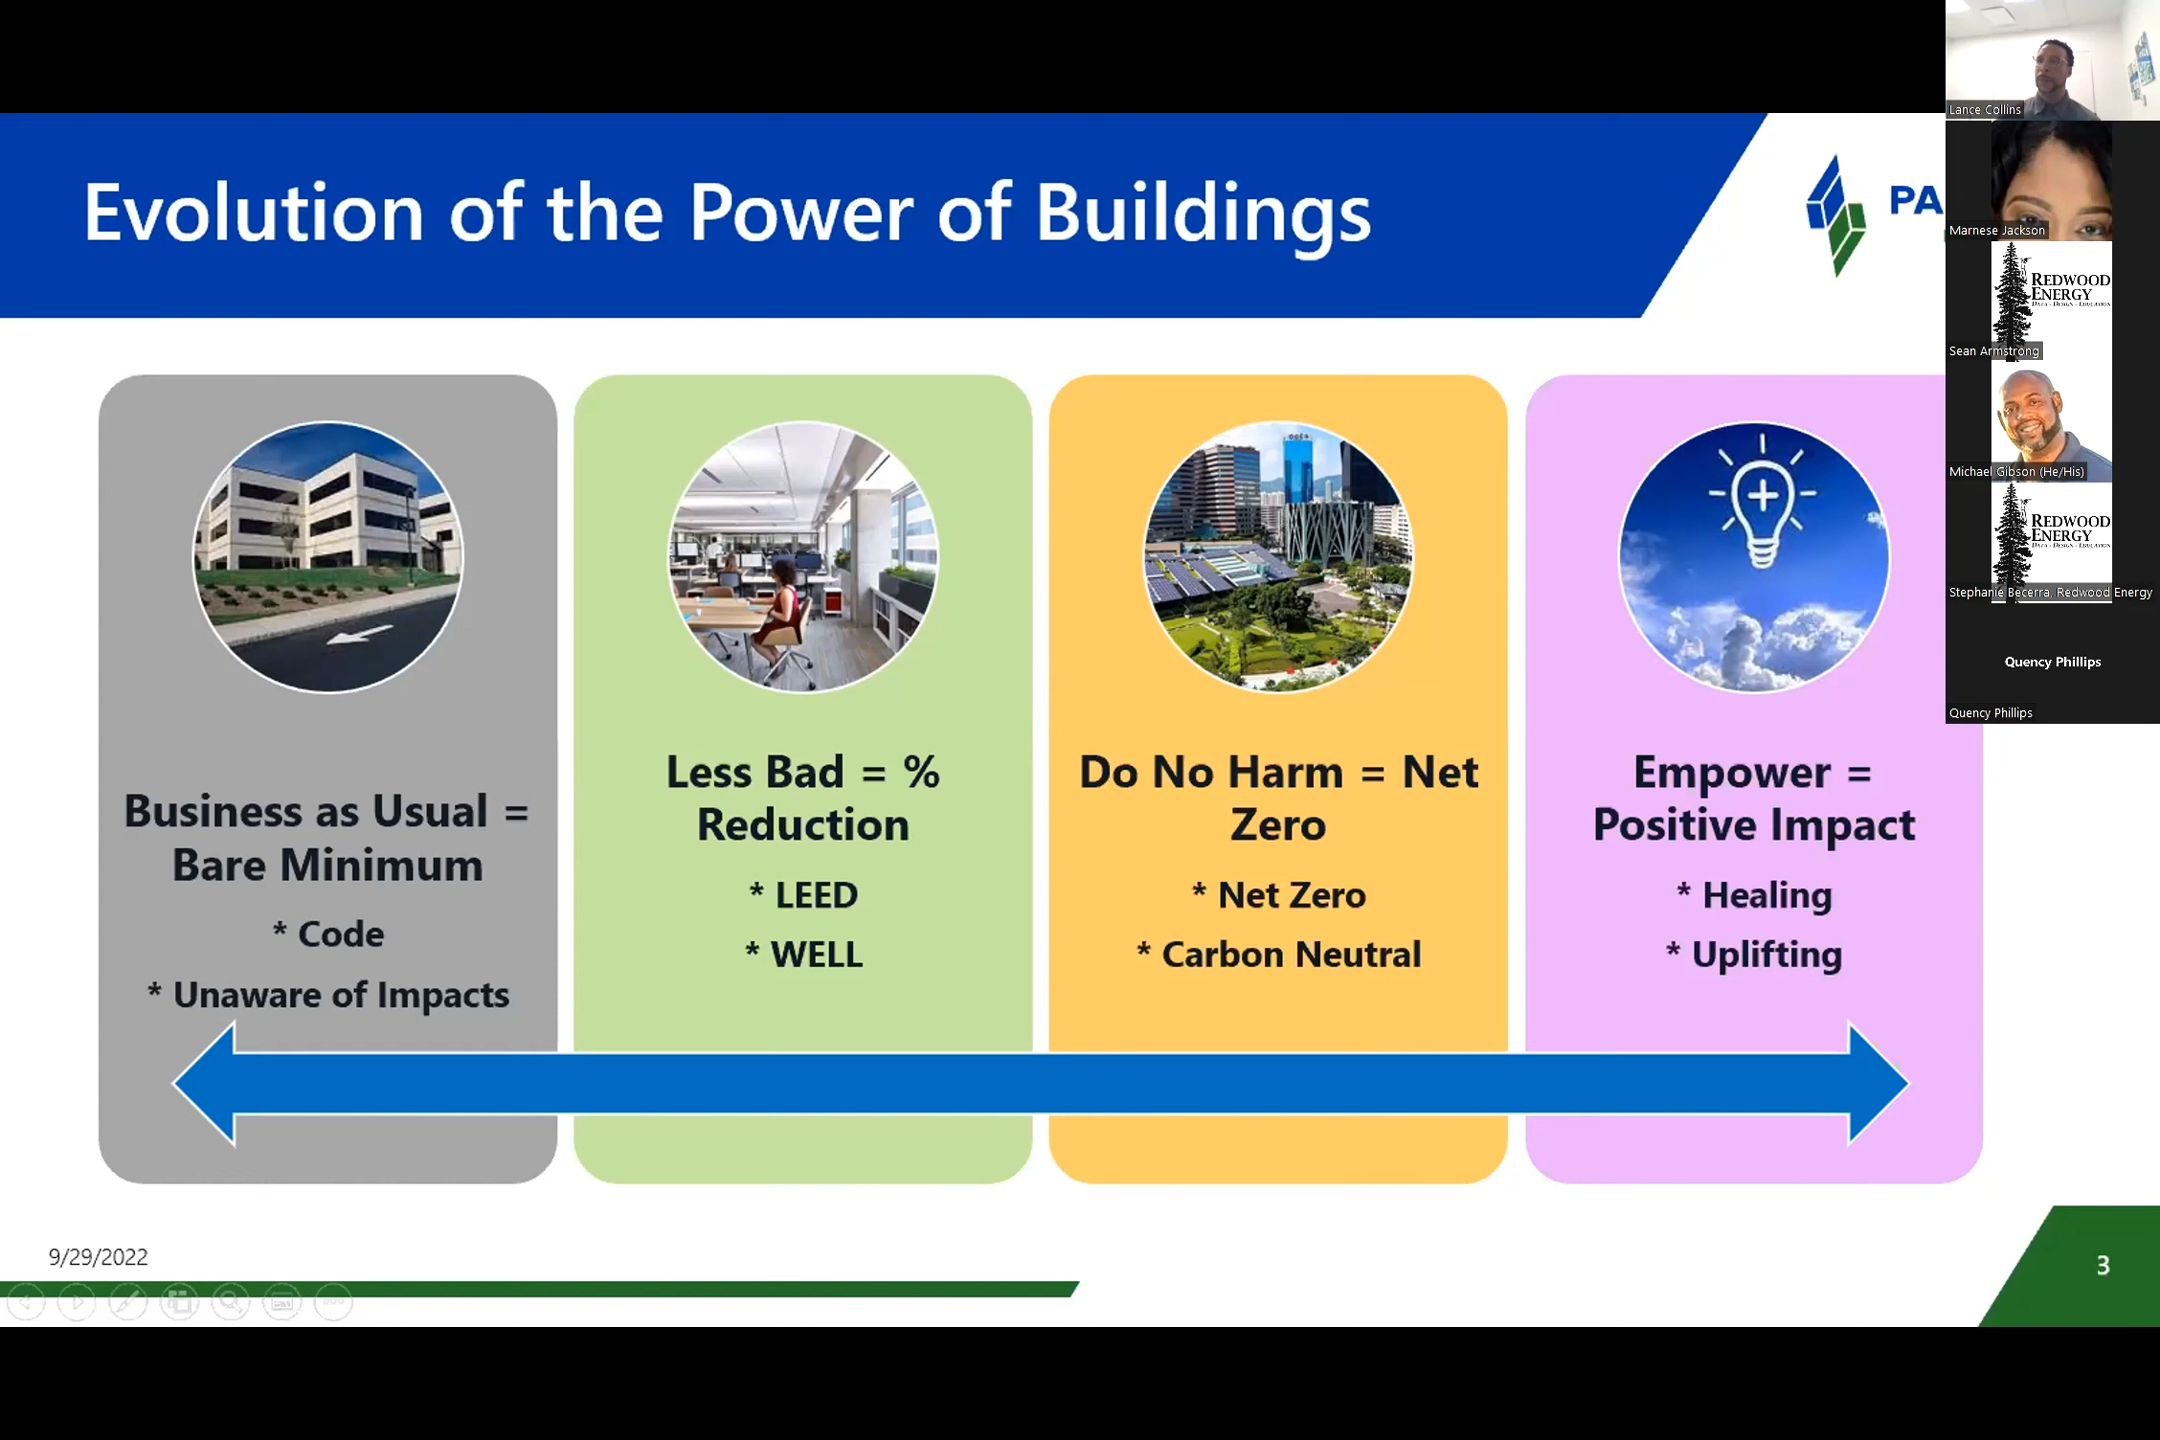 Evolution of the Power of Buildings
PA
Business as Usual =
Bare Minimum
* Code
* Unaware of Impacts
Less Bad = %
Reduction
* LEED
* WELL
Do No Harm = Net
Zero
* Net Zero
* Carbon Neutral
Empower =
Positive Impact
* Healing
* Uplifting
9/29/2022
3
Lance Collins
Marnese Jackson
REDWOOD
ENERGY
Sean Armstrong
Michael Gibson (He/His)
REDWOOD
ENERGY
Stephanie Becerra, Redwood Energy
Quency Phillips
Quency Phillips